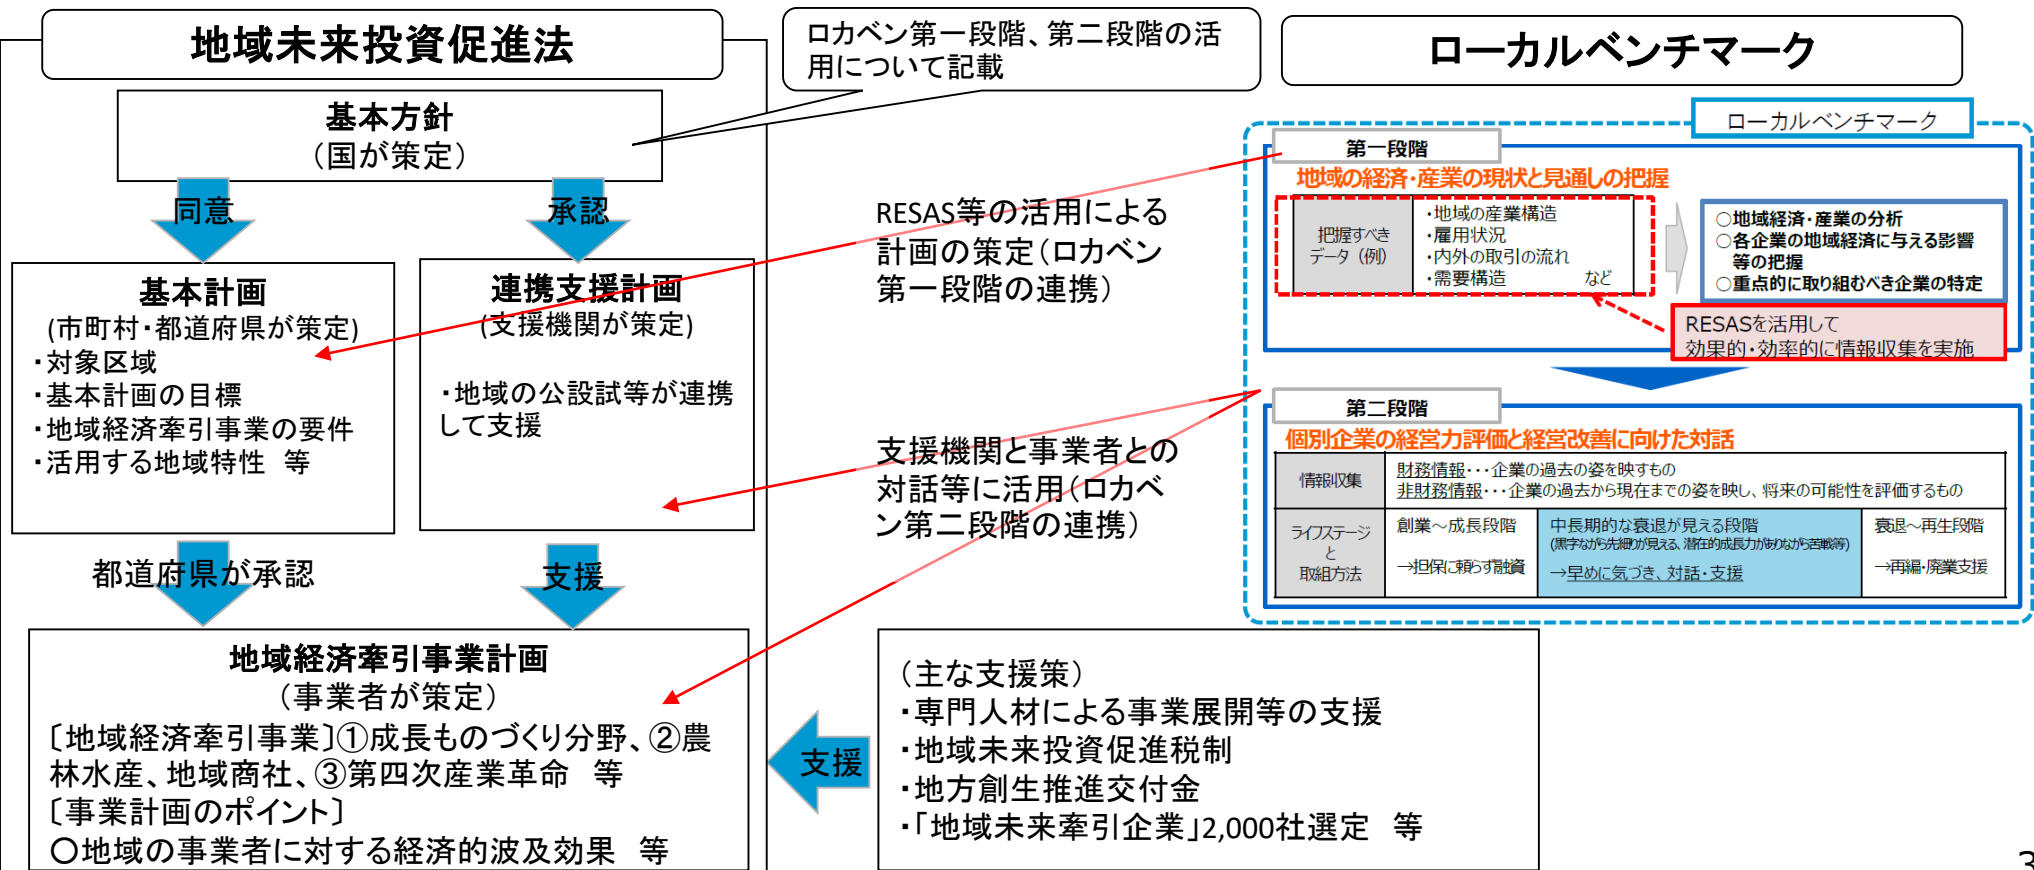 地域未来投資促進法
ロカベン第一段階、第二段階の活
用について記載
ローカルベンチマーク
基本方針
（国が策定）
同意
承認
基本計画
(市町村・都道府県が策定)
・対象区域
・基本計画の目標
・地域経済牽引事業の要件
・活用する地域特性　等
連携支援計画
(支援機関が策定)
・地域の公設試等が連携
して支援
RESAS等の活用による
計画の策定（ロカベン
第一段階の連携）
支援機関と事業者との
対話等に活用（ロカベ
ン第二段階の連携）
都道府県が承認
支援
地域経済牽引事業計画
（事業者が策定）
〔地域経済牽引事業〕①成長ものづくり分野、②農
林水産、地域商社、③第四次産業革命　等
〔事業計画のポイント〕
〇地域の事業者に対する経済的波及効果　等
支援
（主な支援策）
・専門人材による事業展開等の支援
・地域未来投資促進税制
・地方創生推進交付金
・「地域未来牽引企業」2,000社選定　等
ローカルベンチマーク
第一段階
地域の経済・産業の現状と見通しの把握
把握すべき
データ（例）
・地域の産業構造
・雇用状況
・内外の取引の流れ
・需要構造　など
○地域経済・産業の分析
○各企業の地域経済に与える影響
等の把握
○重点的に取り組むべき企業の特定
RESASを活用して
効果的・効率的に情報収集を実施
第二段階
個別企業の経営力評価と経営改善に向けた対話
情報収集
財務情報・・・企業の過去の姿を映すもの
非財務情報・・・企業の過去から現在までの姿を映し、将来の可能性を評価するもの
ライフステージ
と
取組方法
創業～成長段階
→担保に頼らず融資
中長期的な衰退が見える段階
(黒字ながら先細りが見える、潜在的成長力がありながら苦戦等)
→早めに気づき、対話・支援
衰退～再生段階
→再編・廃業支援
3